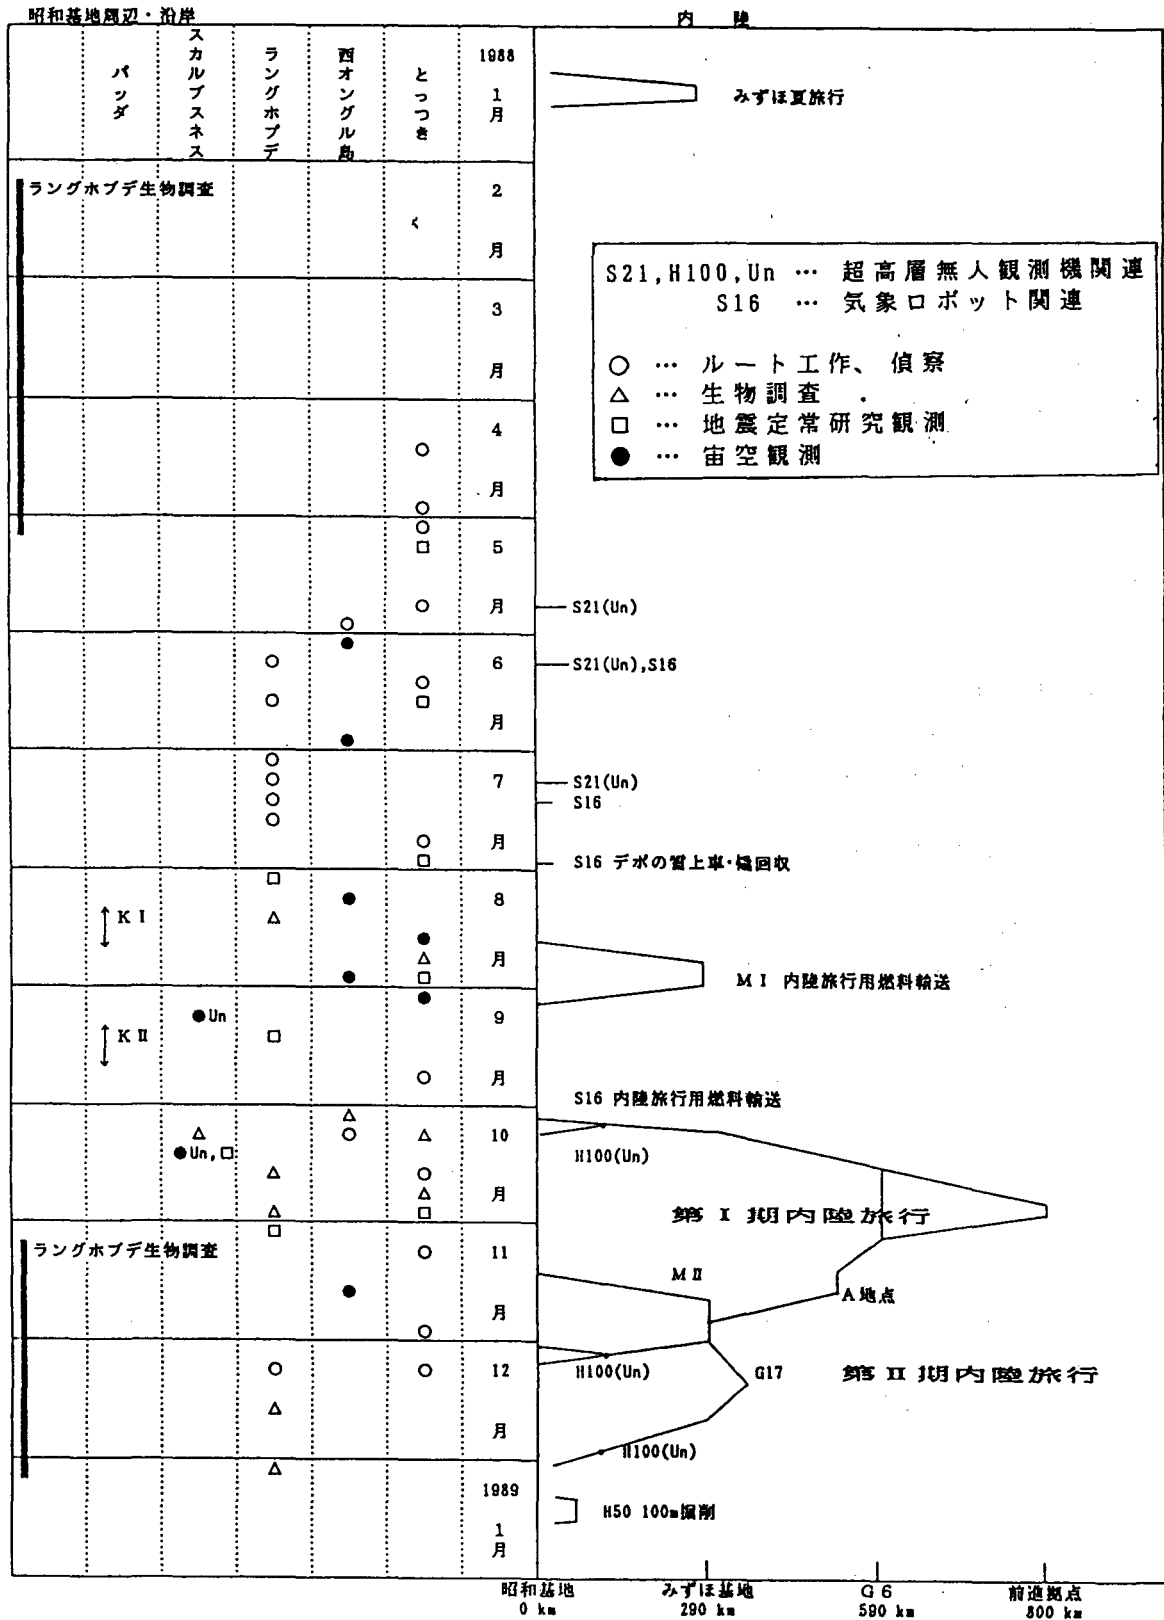 昭和基地周辺・沿岸
内陸
パッダ
スカルブスネス
ラングホブデ
西オングル島
とっつき
1988
1月
みずほ夏旅行
ラングホブデ生物調査
2月
S21,H100,Un … 超高層無人観測機関連
S16 … 気象ロボット関連
○ … ルート工作、偵察
△ … 生物調査
□ … 地震定常研究観測
● … 宙空観測
3月
4月
5月
S21(Un)
6月
S21(Un),S16
7月
S21(Un)
S16
S16 デポの雪上車・橇回収
8月
KⅠ
MⅠ 内陸旅行用燃料輸送
9月
●Un
KⅡ
S16 内陸旅行用燃料輸送
10月
●Un,□
H100(Un)
第Ⅰ期内陸旅行
ラングホブデ生物調査
11月
MⅡ
A地点
12月
H100(Un)
G17
第Ⅱ期内陸旅行
H100(Un)
1989
1月
H50 100m掘削
昭和基地
みずほ基地
G6
前進拠点
0 km
290 km
590 km
800 km